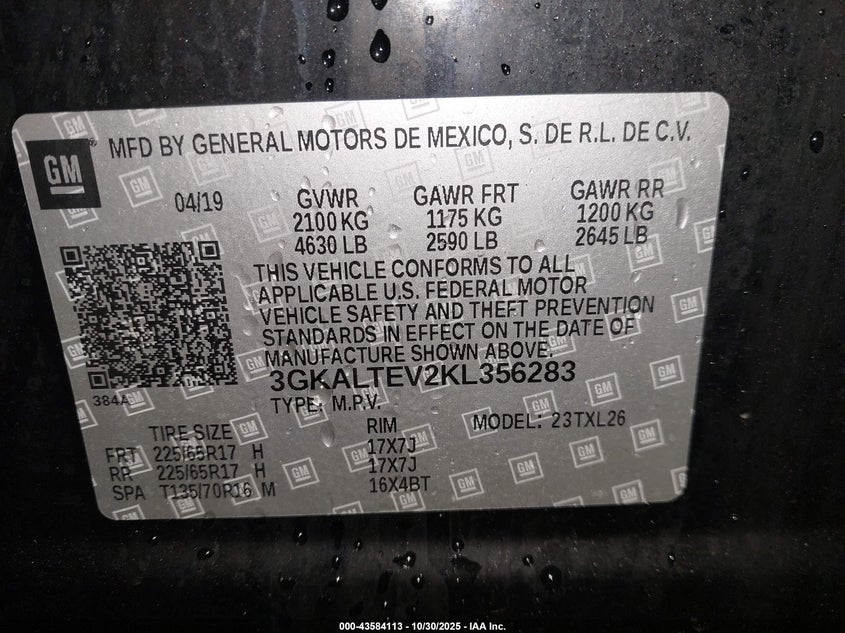 GM
MFD BY GENERAL MOTORS DE MEXICO, S. DE R.L. DE C.V.
04/19 GVWR GAWR FRT GAWR RR
2100 KG 1175 KG 1200 KG
4630 LB 2590 LB 2645 LB
THIS VEHICLE CONFORMS TO ALL
APPLICABLE U.S. FEDERAL MOTOR
VEHICLE SAFETY AND THEFT PREVENTION
STANDARDS IN EFFECT ON THE DATE OF
MANUFACTURE SHOWN ABOVE.
3GKALTEV2KL356283
384A
TYPE: M.P.V.
TIRE SIZE RIM MODEL: 23TXL26
FRT 225/65R17 H 17X7J
RR 225/65R17 H 17X7J
SPA T135/70R16 M 16X4BT
000-43584113 - 10/30/2025 - IAA Inc.